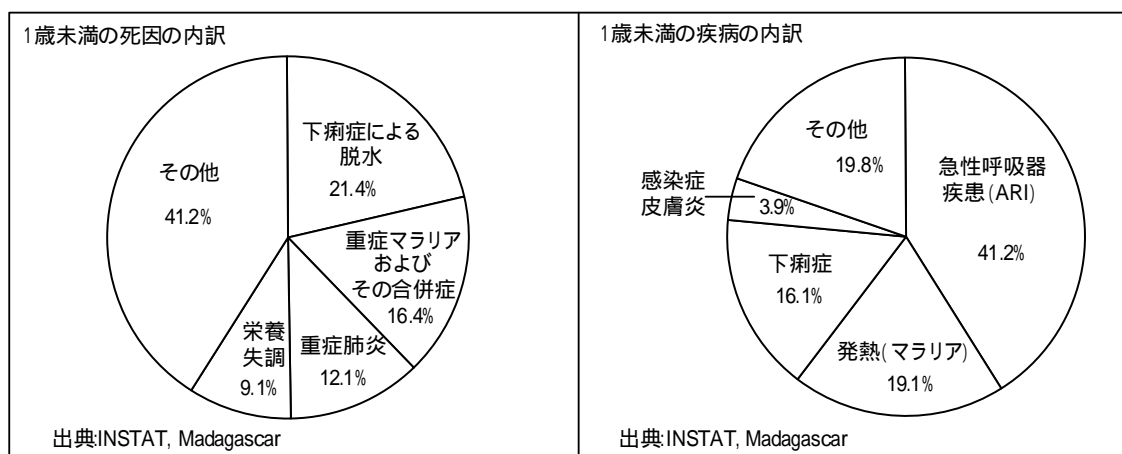 1歳未満の死因の内訳
下痢症による
脱水
21.4%
重症マラリア
および
その合併症
16.4%
重症肺炎
12.1%
栄養
失調
9.1%
その他
41.2%
出典:INSTAT, Madagascar
1歳未満の疾病の内訳
急性呼吸器
疾患(ARI)
41.2%
発熱(マラリア)
19.1%
下痢症
16.1%
感染症
皮膚炎
3.9%
その他
19.8%
出典:INSTAT, Madagascar